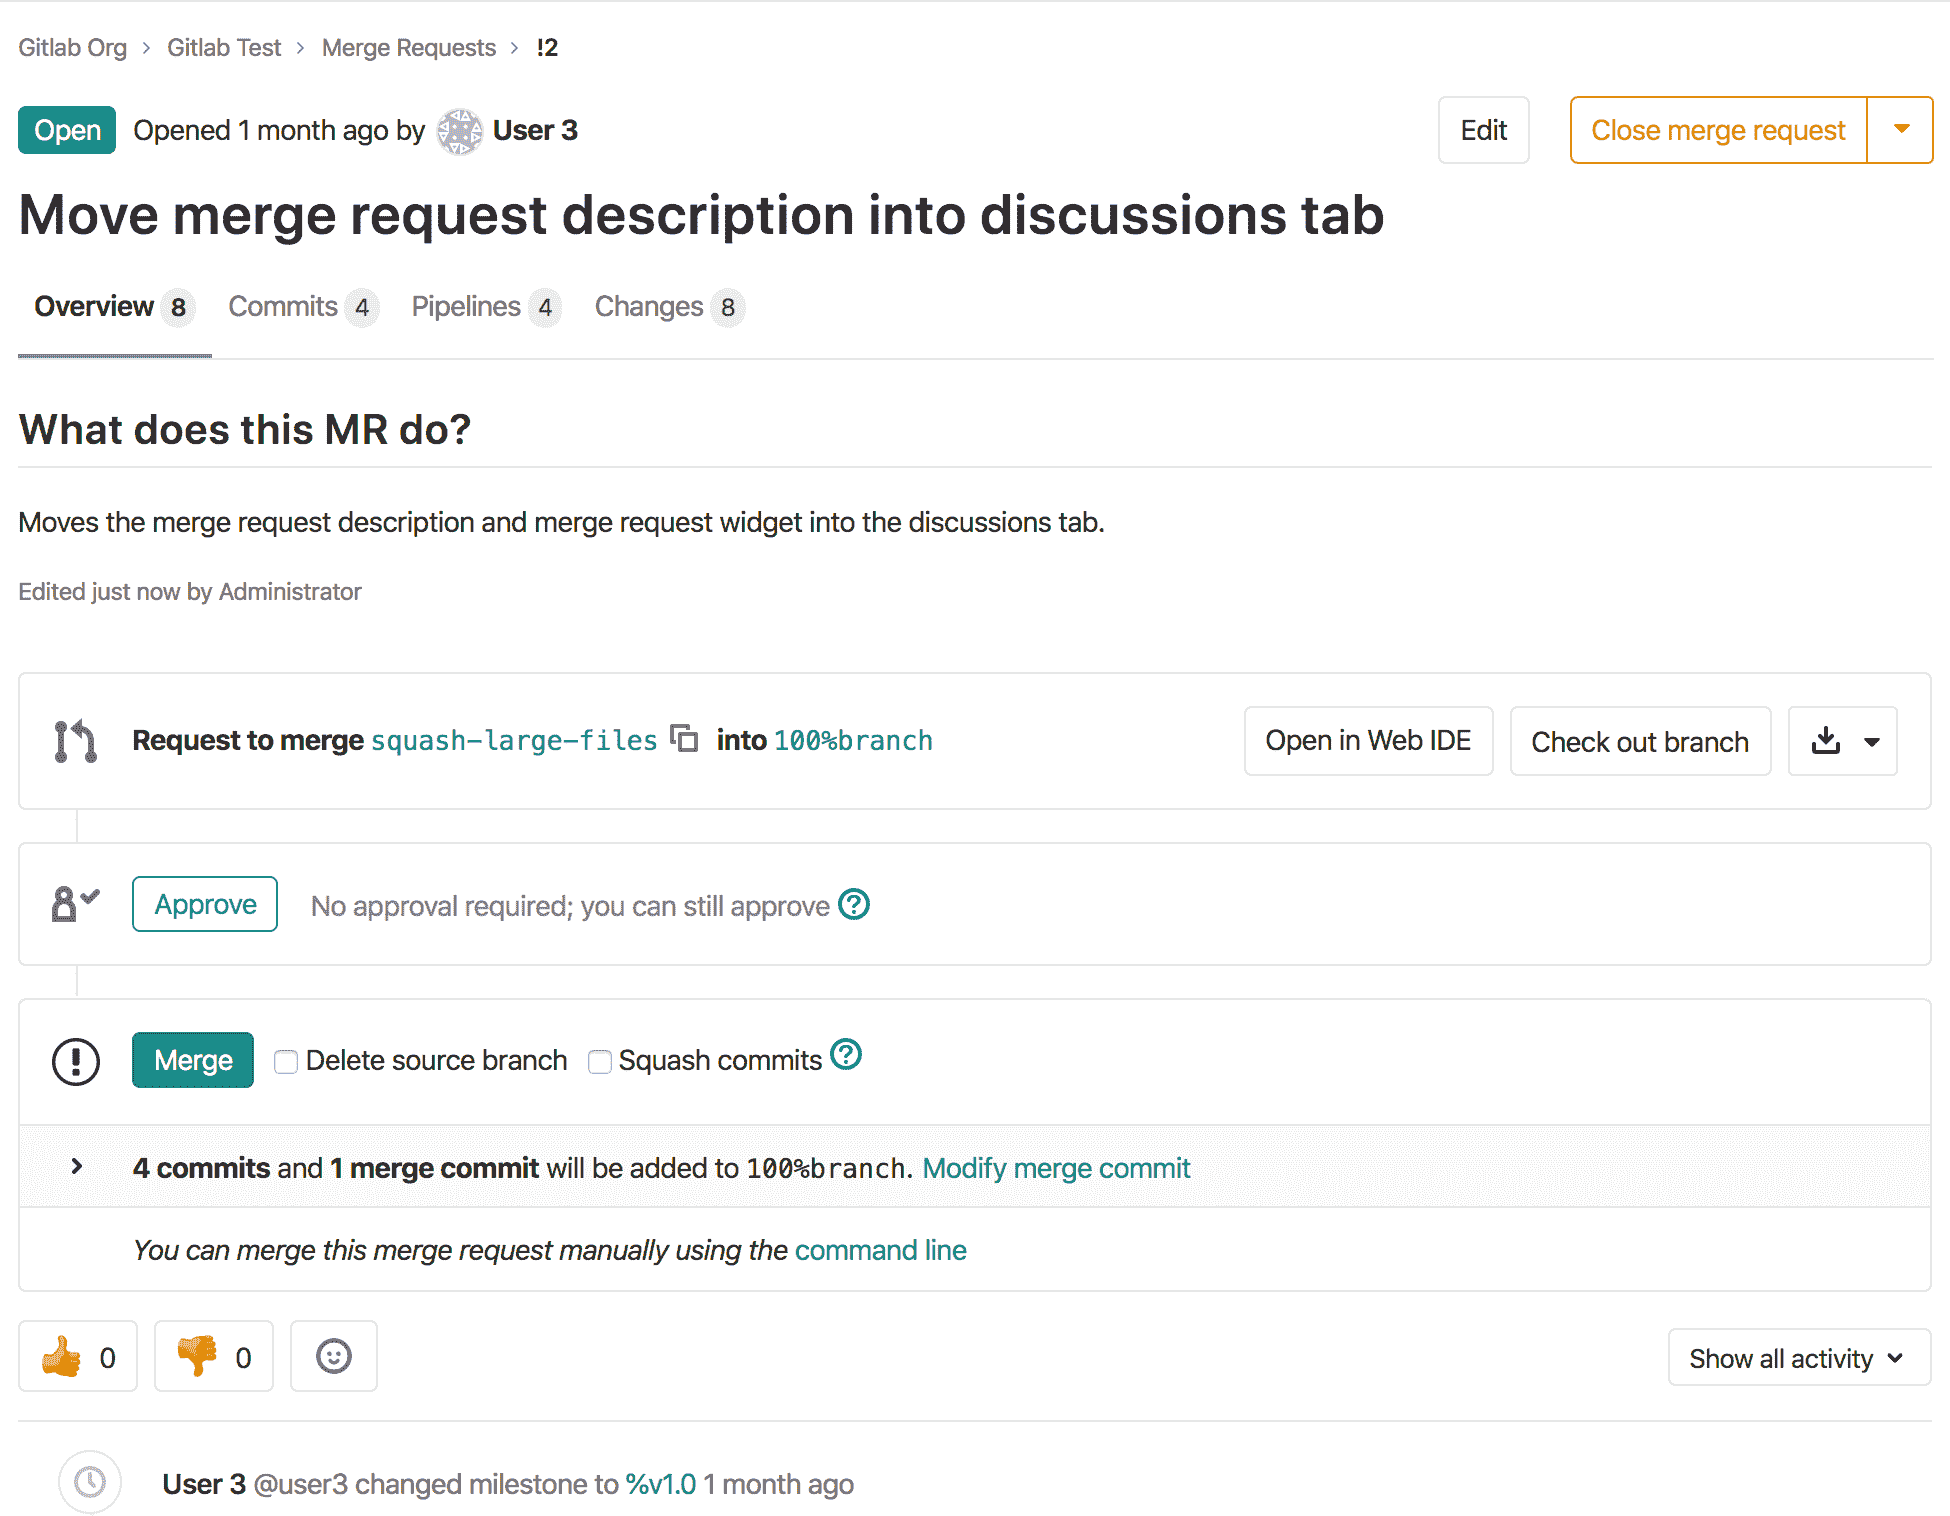 Gitlab Org > Gitlab Test > Merge Requests > !2
Open Opened 1 month ago by User 3 Edit Close merge request
Move merge request description into discussions tab
Overview 8 Commits 4 Pipelines 4 Changes 8
What does this MR do?
Moves the merge request description and merge request widget into the discussions tab.
Edited just now by Administrator
Request to merge squash-large-files into 100%branch Open in Web IDE Check out branch
Approve No approval required; you can still approve ?
! Merge Delete source branch Squash commits ?
> 4 commits and 1 merge commit will be added to 100%branch. Modify merge commit
You can merge this merge request manually using the command line
0 0 Show all activity
User 3 @user3 changed milestone to %v1.0 1 month ago